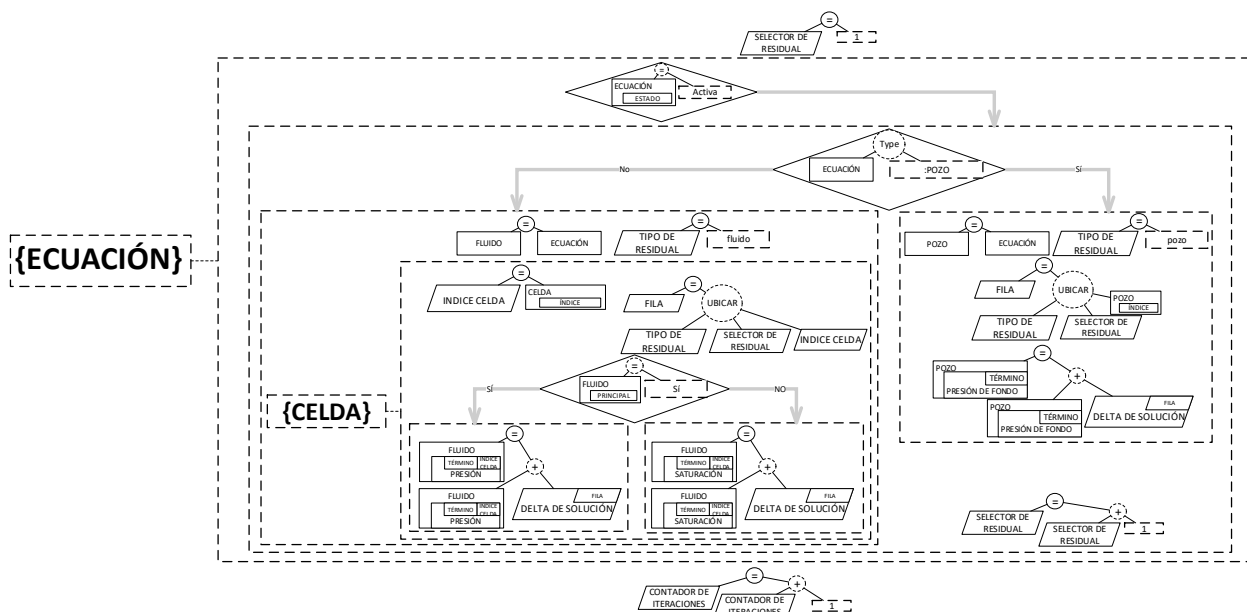 =
SELECTOR DE
RESIDUAL
1
=
ECUACIÓN
ESTADO
Activa
Type
ECUACIÓN
:POZO
No
Sí
{ECUACIÓN}
=
FLUIDO
ECUACIÓN
=
TIPO DE
RESIDUAL
fluido
=
POZO
ECUACIÓN
=
TIPO DE
RESIDUAL
pozo
=
INDICE CELDA
CELDA
ÍNDICE
=
FILA
UBICAR
TIPO DE
RESIDUAL
SELECTOR DE
RESIDUAL
INDICE CELDA
=
FILA
UBICAR
POZO
ÍNDICE
TIPO DE
RESIDUAL
SELECTOR DE
RESIDUAL
=
FLUIDO
PRINCIPAL
Sí
SÍ
NO
{CELDA}
=
POZO
TÉRMINO
PRESIÓN DE FONDO
+
POZO
TÉRMINO
PRESIÓN DE FONDO
FILA
DELTA DE SOLUCIÓN
=
FLUIDO
TÉRMINO
INDICE
CELDA
PRESIÓN
+
FLUIDO
TÉRMINO
INDICE
CELDA
PRESIÓN
FILA
DELTA DE SOLUCIÓN
=
FLUIDO
TÉRMINO
INDICE
CELDA
SATURACIÓN
+
FLUIDO
TÉRMINO
INDICE
CELDA
SATURACIÓN
FILA
DELTA DE SOLUCIÓN
=
SELECTOR DE
RESIDUAL
+
SELECTOR DE
RESIDUAL
1
=
CONTADOR DE
ITERACIONES
+
CONTADOR DE
ITERACIONES
1